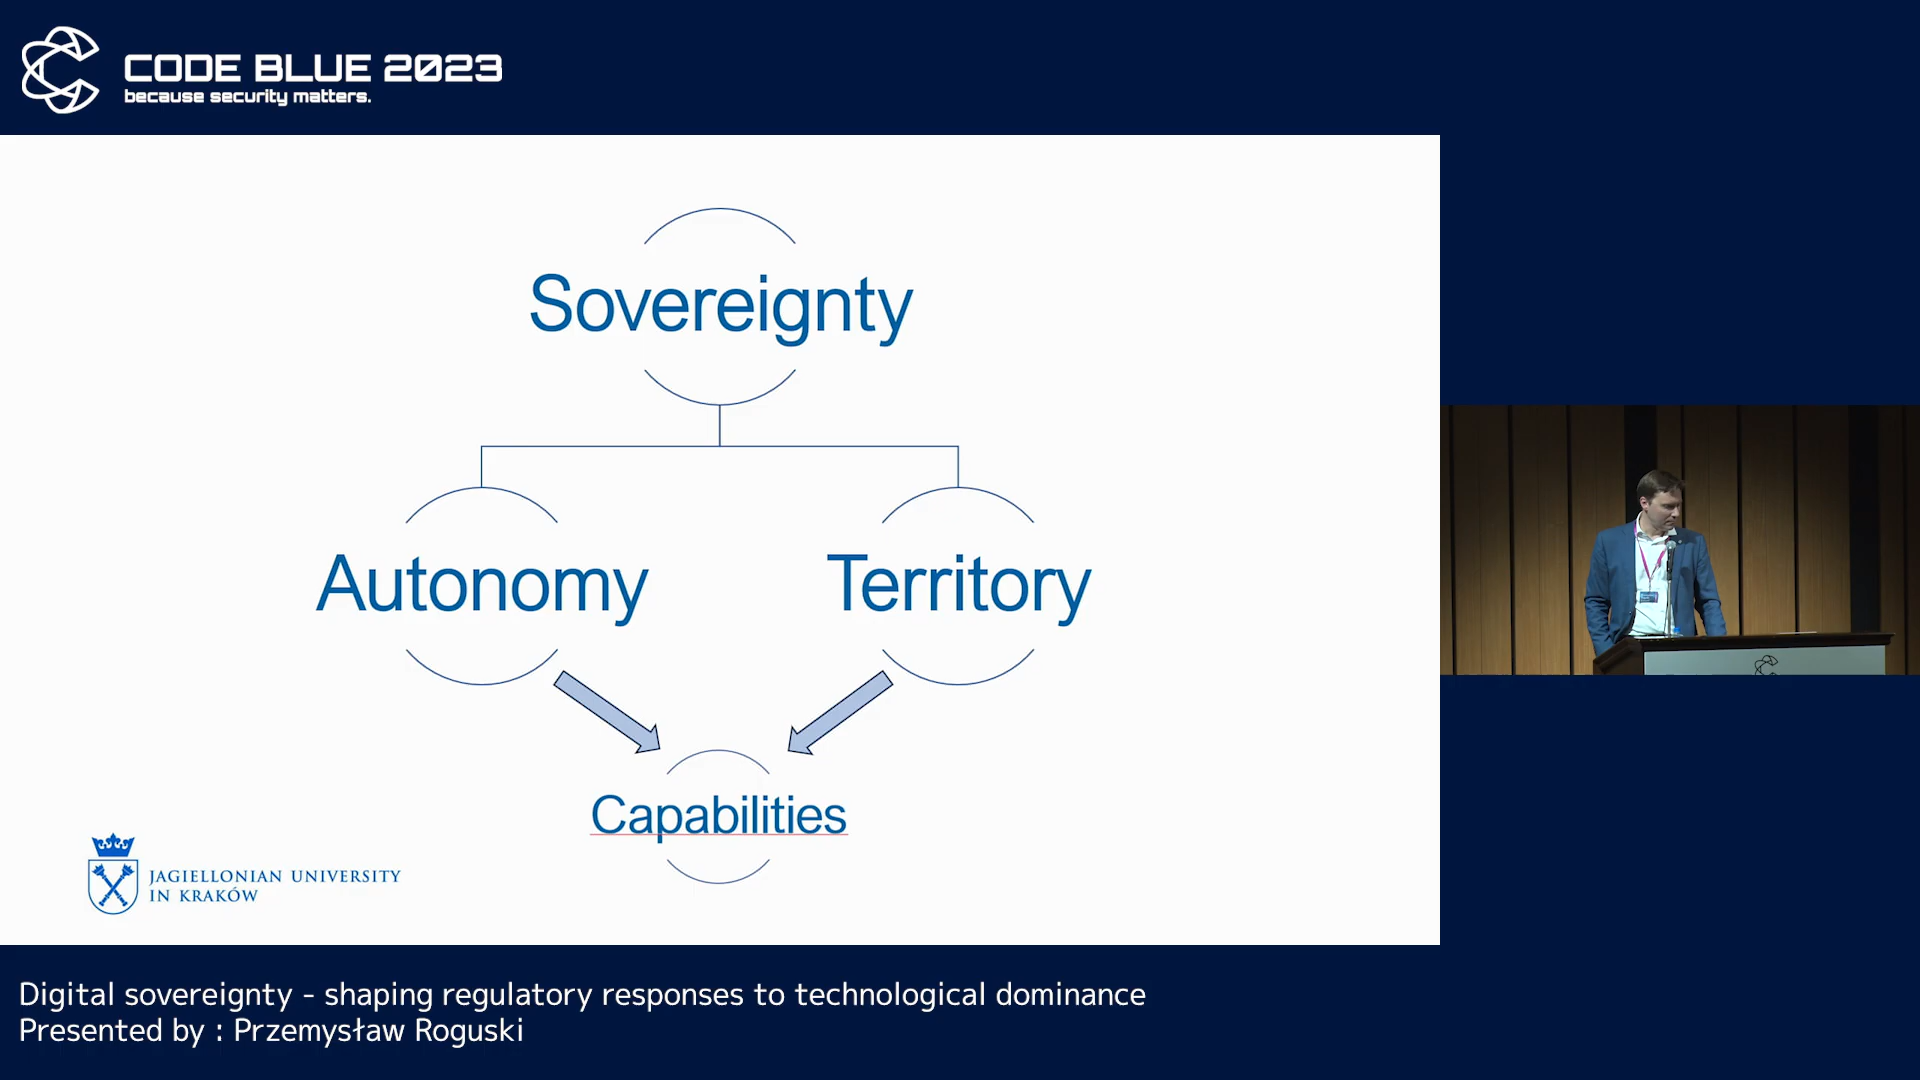 CODE BLUE 2023
because security matters.
Sovereignty
Autonomy
Territory
Capabilities
JAGIELLONIAN UNIVERSITY
IN KRAKÓW
Digital sovereignty - shaping regulatory responses to technological dominance
Presented by : Przemysław Roguski